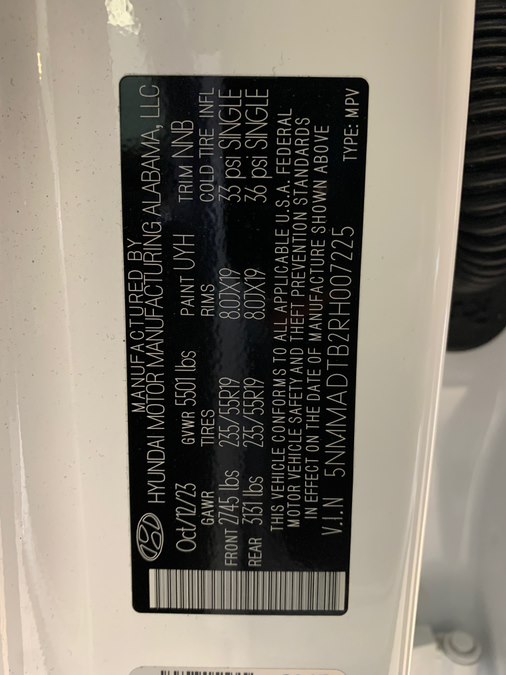 MANUFACTURED BY
HYUNDAI MOTOR MANUFACTURING ALABAMA, LLC
Oct/12/23 GVWR 5501 lbs PAINT UYH TRIM NNB
GAWR TIRES RIMS COLD TIRE INFL
FRONT 2745 lbs 235/55R19 8.0JX19 33 psi SINGLE
REAR 3131 lbs 235/55R19 8.0JX19 36 psi SINGLE
THIS VEHICLE CONFORMS TO ALL APPLICABLE U.S.A. FEDERAL
MOTOR VEHICLE SAFETY AND THEFT PREVENTION STANDARDS
IN EFFECT ON THE DATE OF MANUFACTURE SHOWN ABOVE
V.I.N 5NMMADTB2RH007225 TYPE: MPV